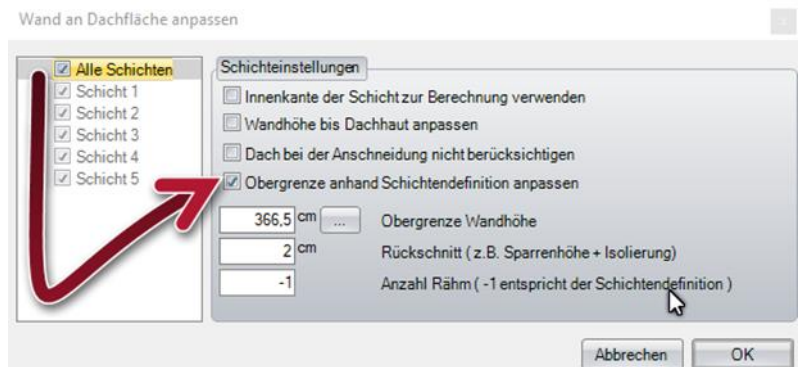 Wand an Dachfläche anpassen
Alle Schichten
Schicht 1
Schicht 2
Schicht 3
Schicht 4
Schicht 5
Schichteinstellungen
Innenkante der Schicht zur Berechnung verwenden
Wandhöhe bis Dachhaut anpassen
Dach bei der Anschneidung nicht berücksichtigen
Obergrenze anhand Schichtendefinition anpassen
366,5 cm ... Obergrenze Wandhöhe
2 cm Rückschnitt ( z.B. Sparrenhöhe + Isolierung)
-1 Anzahl Rähm ( -1 entspricht der Schichtendefinition )
Abbrechen OK